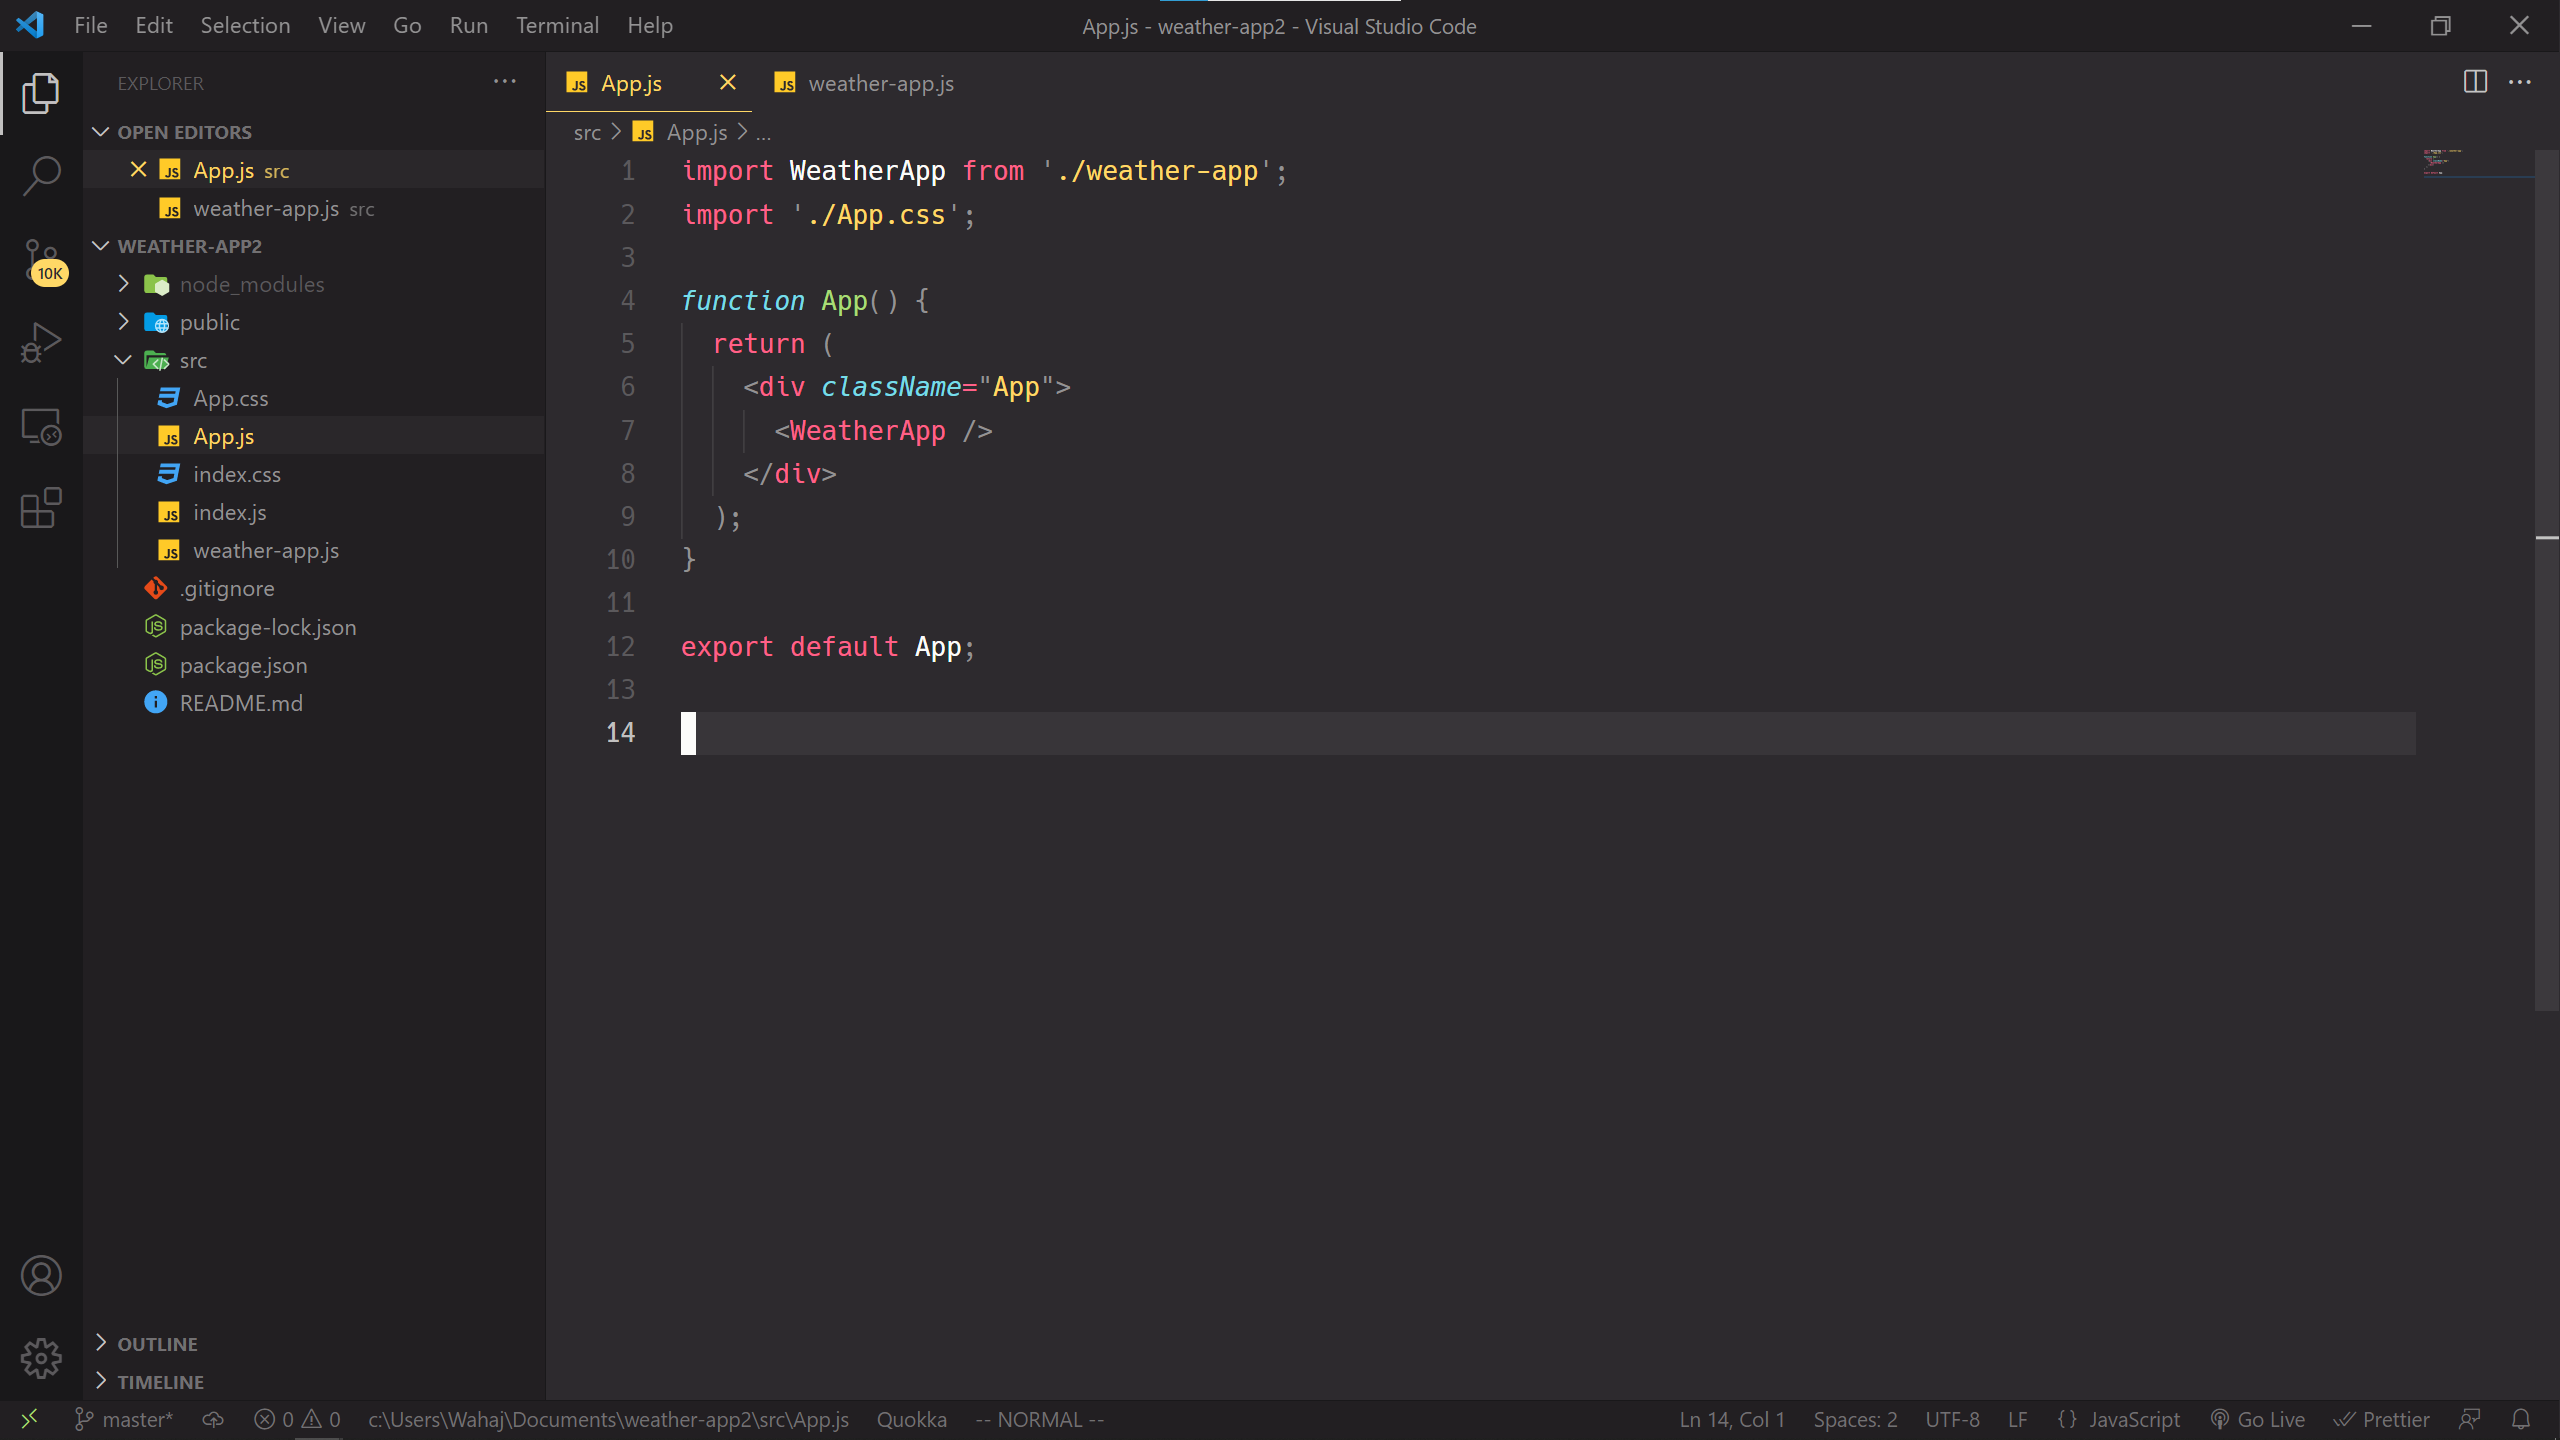 File Edit Selection View Go Run Terminal Help
App.js - weather-app2 - Visual Studio Code
EXPLORER
OPEN EDITORS
App.js src
weather-app.js src
WEATHER-APP2
node_modules
public
src
App.css
App.js
index.css
index.js
weather-app.js
.gitignore
package-lock.json
package.json
README.md
OUTLINE
TIMELINE
10K
JS App.js
JS weather-app.js
src > JS App.js > ...
1 import WeatherApp from './weather-app';
2 import './App.css';
3
4 function App() {
5   return (
6     <div className="App">
7       <WeatherApp />
8     </div>
9   );
10 }
11
12 export default App;
13
14
master* 0 0 c:\Users\Wahaj\Documents\weather-app2\src\App.js Quokka -- NORMAL --
Ln 14, Col 1 Spaces: 2 UTF-8 LF {} JavaScript Go Live Prettier